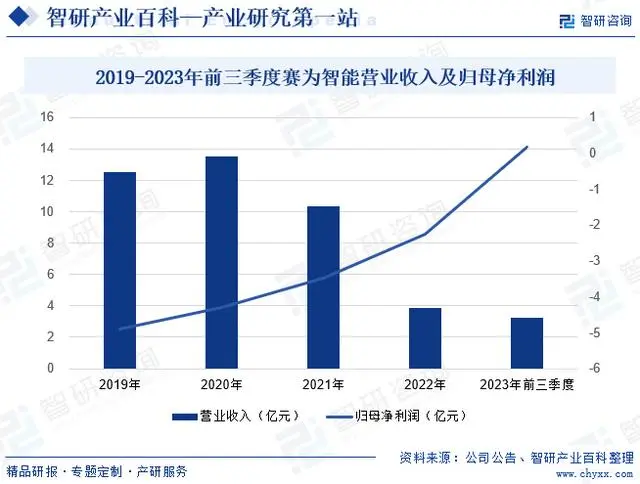 智研产业百科—产业研究第一站
智研咨询
2019-2023年前三季度赛为智能营业收入及归母净利润
16
14
12
10
8
6
4
2
0
1
0
-1
-2
-3
-4
-5
-6
2019年
2020年
2021年
2022年
2023年前三季度
营业收入（亿元）
归母净利润（亿元）
资料来源：公司公告、智研产业百科整理
精品研报・专题定制・产研服务
www.chyxx.com